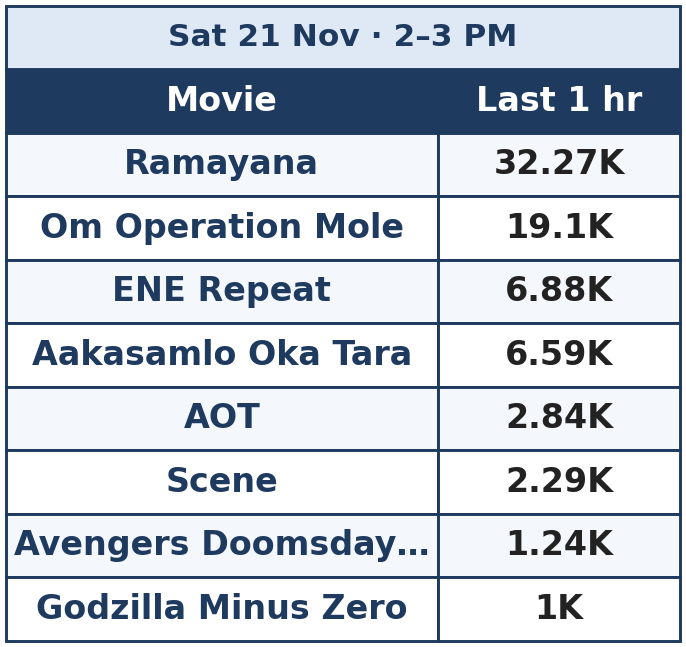 Sat 21 Nov · 2–3 PM
Movie Last 1 hr
Ramayana 32.27K
Om Operation Mole 19.1K
ENE Repeat 6.88K
Aakasamlo Oka Tara 6.59K
AOT 2.84K
Scene 2.29K
Avengers Doomsday... 1.24K
Godzilla Minus Zero 1K